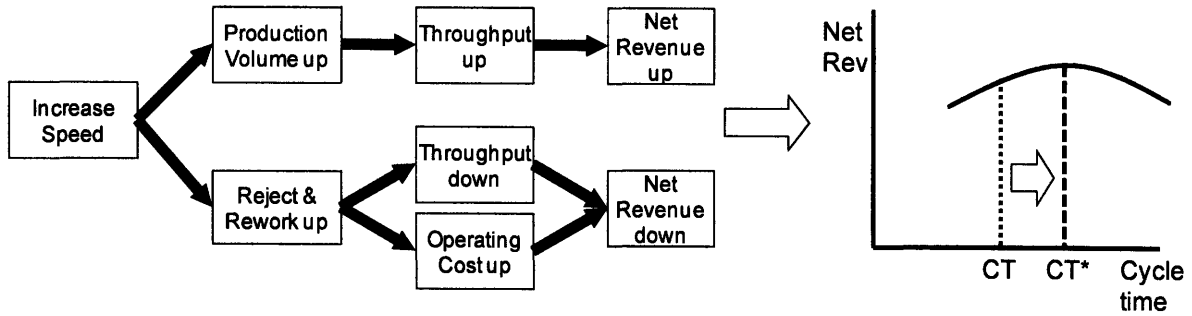 Increase
Speed
Production
Volume up
Throughput
up
Net
Revenue
up
Reject &
Rework up
Throughput
down
Operating
Cost up
Net
Revenue
down
Net
Rev
CT
CT*
Cycle
time